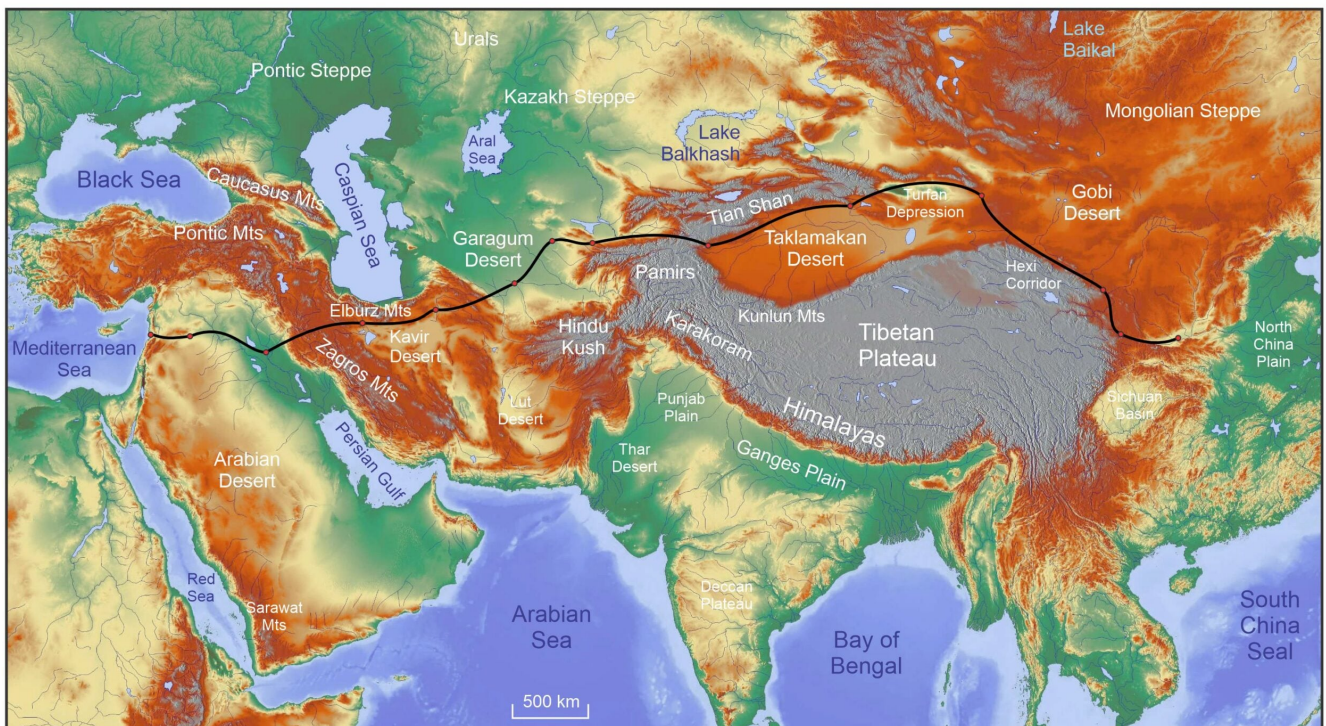 Lake
Baikal
Urals
Pontic Steppe
Kazakh Steppe
Mongolian Steppe
Aral
Sea
Lake
Balkhash
Black Sea
Caucasus Mts
Caspian Sea
Tian Shan
Turfan
Depression
Gobi
Desert
Pontic Mts
Garagum
Desert
Taklamakan
Desert
Pamirs
Hexi
Corridor
Elburz Mts
Kunlun Mts
Kavir
Desert
Hindu
Kush
Karakoram
Tibetan
Plateau
North
China
Plain
Mediterranean
Sea
Zagros Mts
Lut
Desert
Punjab
Plain
Himalayas
Sichuan
Basin
Arabian
Desert
Persian Gulf
Thar
Desert
Ganges Plain
Red
Sea
Sarawat
Mts
Deccan
Plateau
Arabian
Sea
Bay of
Bengal
South
China
Seal
500 km